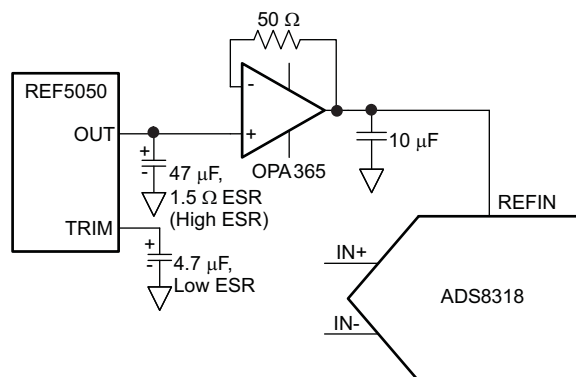 50 Ω
REF5050
OUT
-
+
OPA365
+
-
47 µF,
1.5 Ω ESR
(High ESR)
10 µF
TRIM
+
-
4.7 µF,
Low ESR
REFIN
IN+
ADS8318
IN-